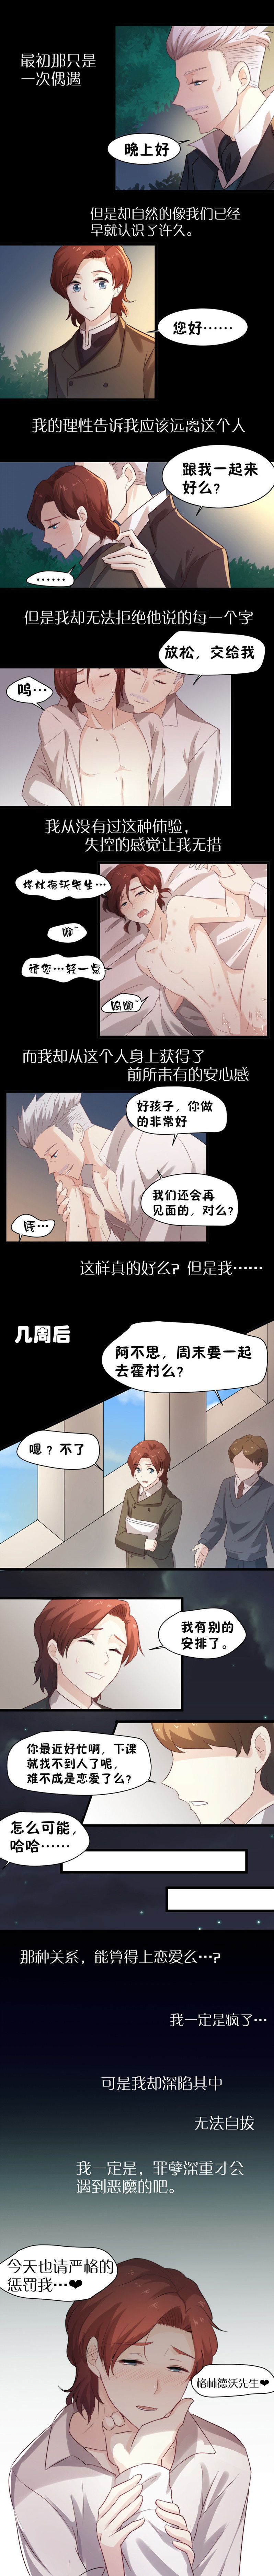 最初那只是
一次偶遇
晚上好
但是却自然的像我们已经
早就认识了许久。
您好……
我的理性告诉我应该远离这个人
跟我一起来
好么？
……
但是我却无法拒绝他说的每一个字
放松，交给我
呜…
我从没有过这种体验，
失控的感觉让我无措
格林德沃先生…
唔~
请您…轻一点
呜唔~
而我却从这个人身上获得了
前所未有的安心感
好孩子，你做
的非常好
我们还会再
见面的，对么？
哼…
这样真的好么？但是我……
几周后
阿不思，周末要一起
去霍村么？
嗯？不了
我有别的
安排了。
你最近好忙啊，下课
就找不到人了呢，
难不成是恋爱了么？
怎么可能，
哈哈……
那种关系，能算得上恋爱么…?
我一定是疯了…
可是我却深陷其中
无法自拔
我一定是，罪孽深重才会
遇到恶魔的吧。
今天也请严格的
惩罚我…❤
格林德沃先生❤